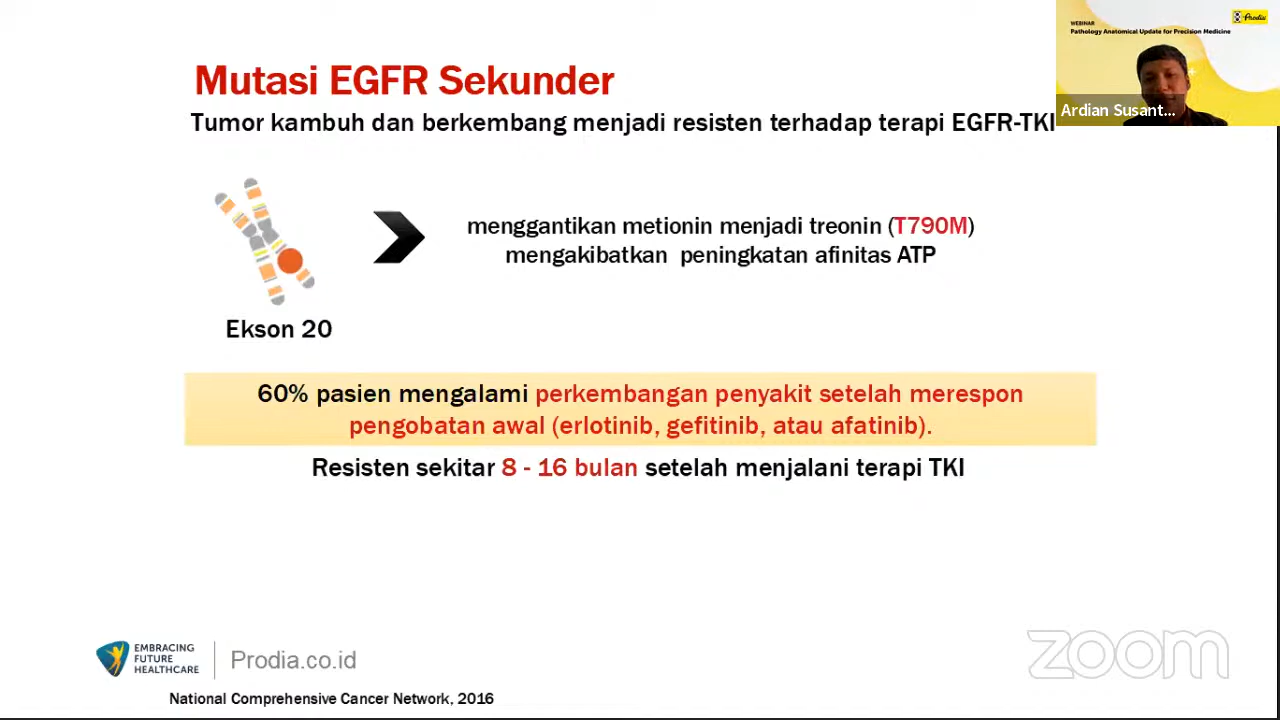 WEBINAR
Pathology Anatomical Update for Precision Medicine
Prodia
Ardian Susant...
Mutasi EGFR Sekunder
Tumor kambuh dan berkembang menjadi resisten terhadap terapi EGFR-TKI
menggantikan metionin menjadi treonin (T790M)
mengakibatkan peningkatan afinitas ATP
Ekson 20
60% pasien mengalami perkembangan penyakit setelah merespon
pengobatan awal (erlotinib, gefitinib, atau afatinib).
Resisten sekitar 8 - 16 bulan setelah menjalani terapi TKI
EMBRACING
FUTURE
HEALTHCARE
Prodia.co.id
zoom
National Comprehensive Cancer Network, 2016